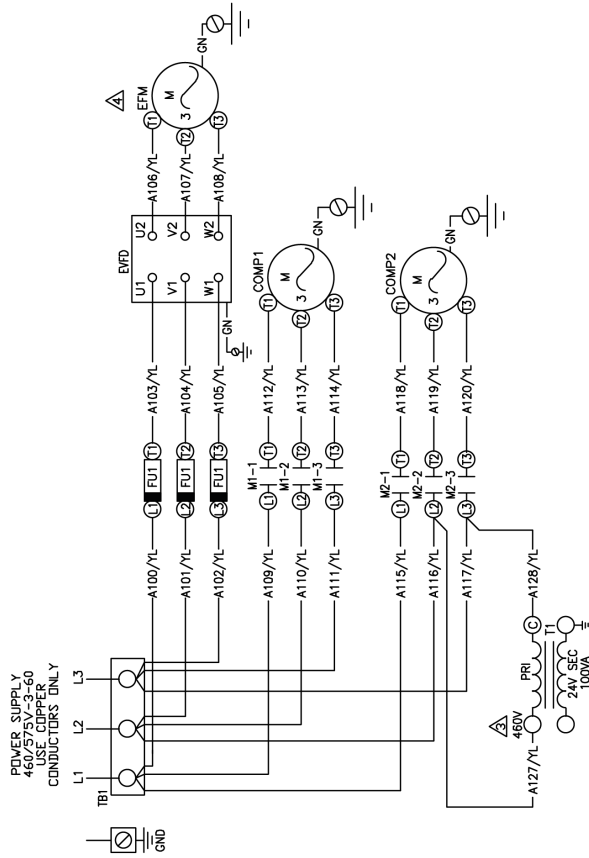 POWER SUPPLY
460/575V-3-60
USE COPPER
CONDUCTORS ONLY
GND
TB1
L1
L2
L3
A100/YL
L1
FU1
T1
A103/YL
A101/YL
L2
FU1
T2
A104/YL
A102/YL
L3
FU1
T3
A105/YL
EVFD
U1
U2
V1
V2
W1
W2
GN
A106/YL
A107/YL
A108/YL
T1
T2
T3
4
EFM
M
3
GN
A109/YL
L1
M1-1
T1
A112/YL
A110/YL
L2
M1-2
T2
A113/YL
A111/YL
L3
M1-3
T3
A114/YL
T1
T2
T3
COMP1
M
3
GN
A115/YL
L1
M2-1
T1
A118/YL
A116/YL
L2
M2-2
T2
A119/YL
A117/YL
L3
M2-3
T3
A120/YL
T1
T2
T3
COMP2
M
3
GN
A127/YL
3
460V
PRI
C
A128/YL
T1
24V SEC
100VA